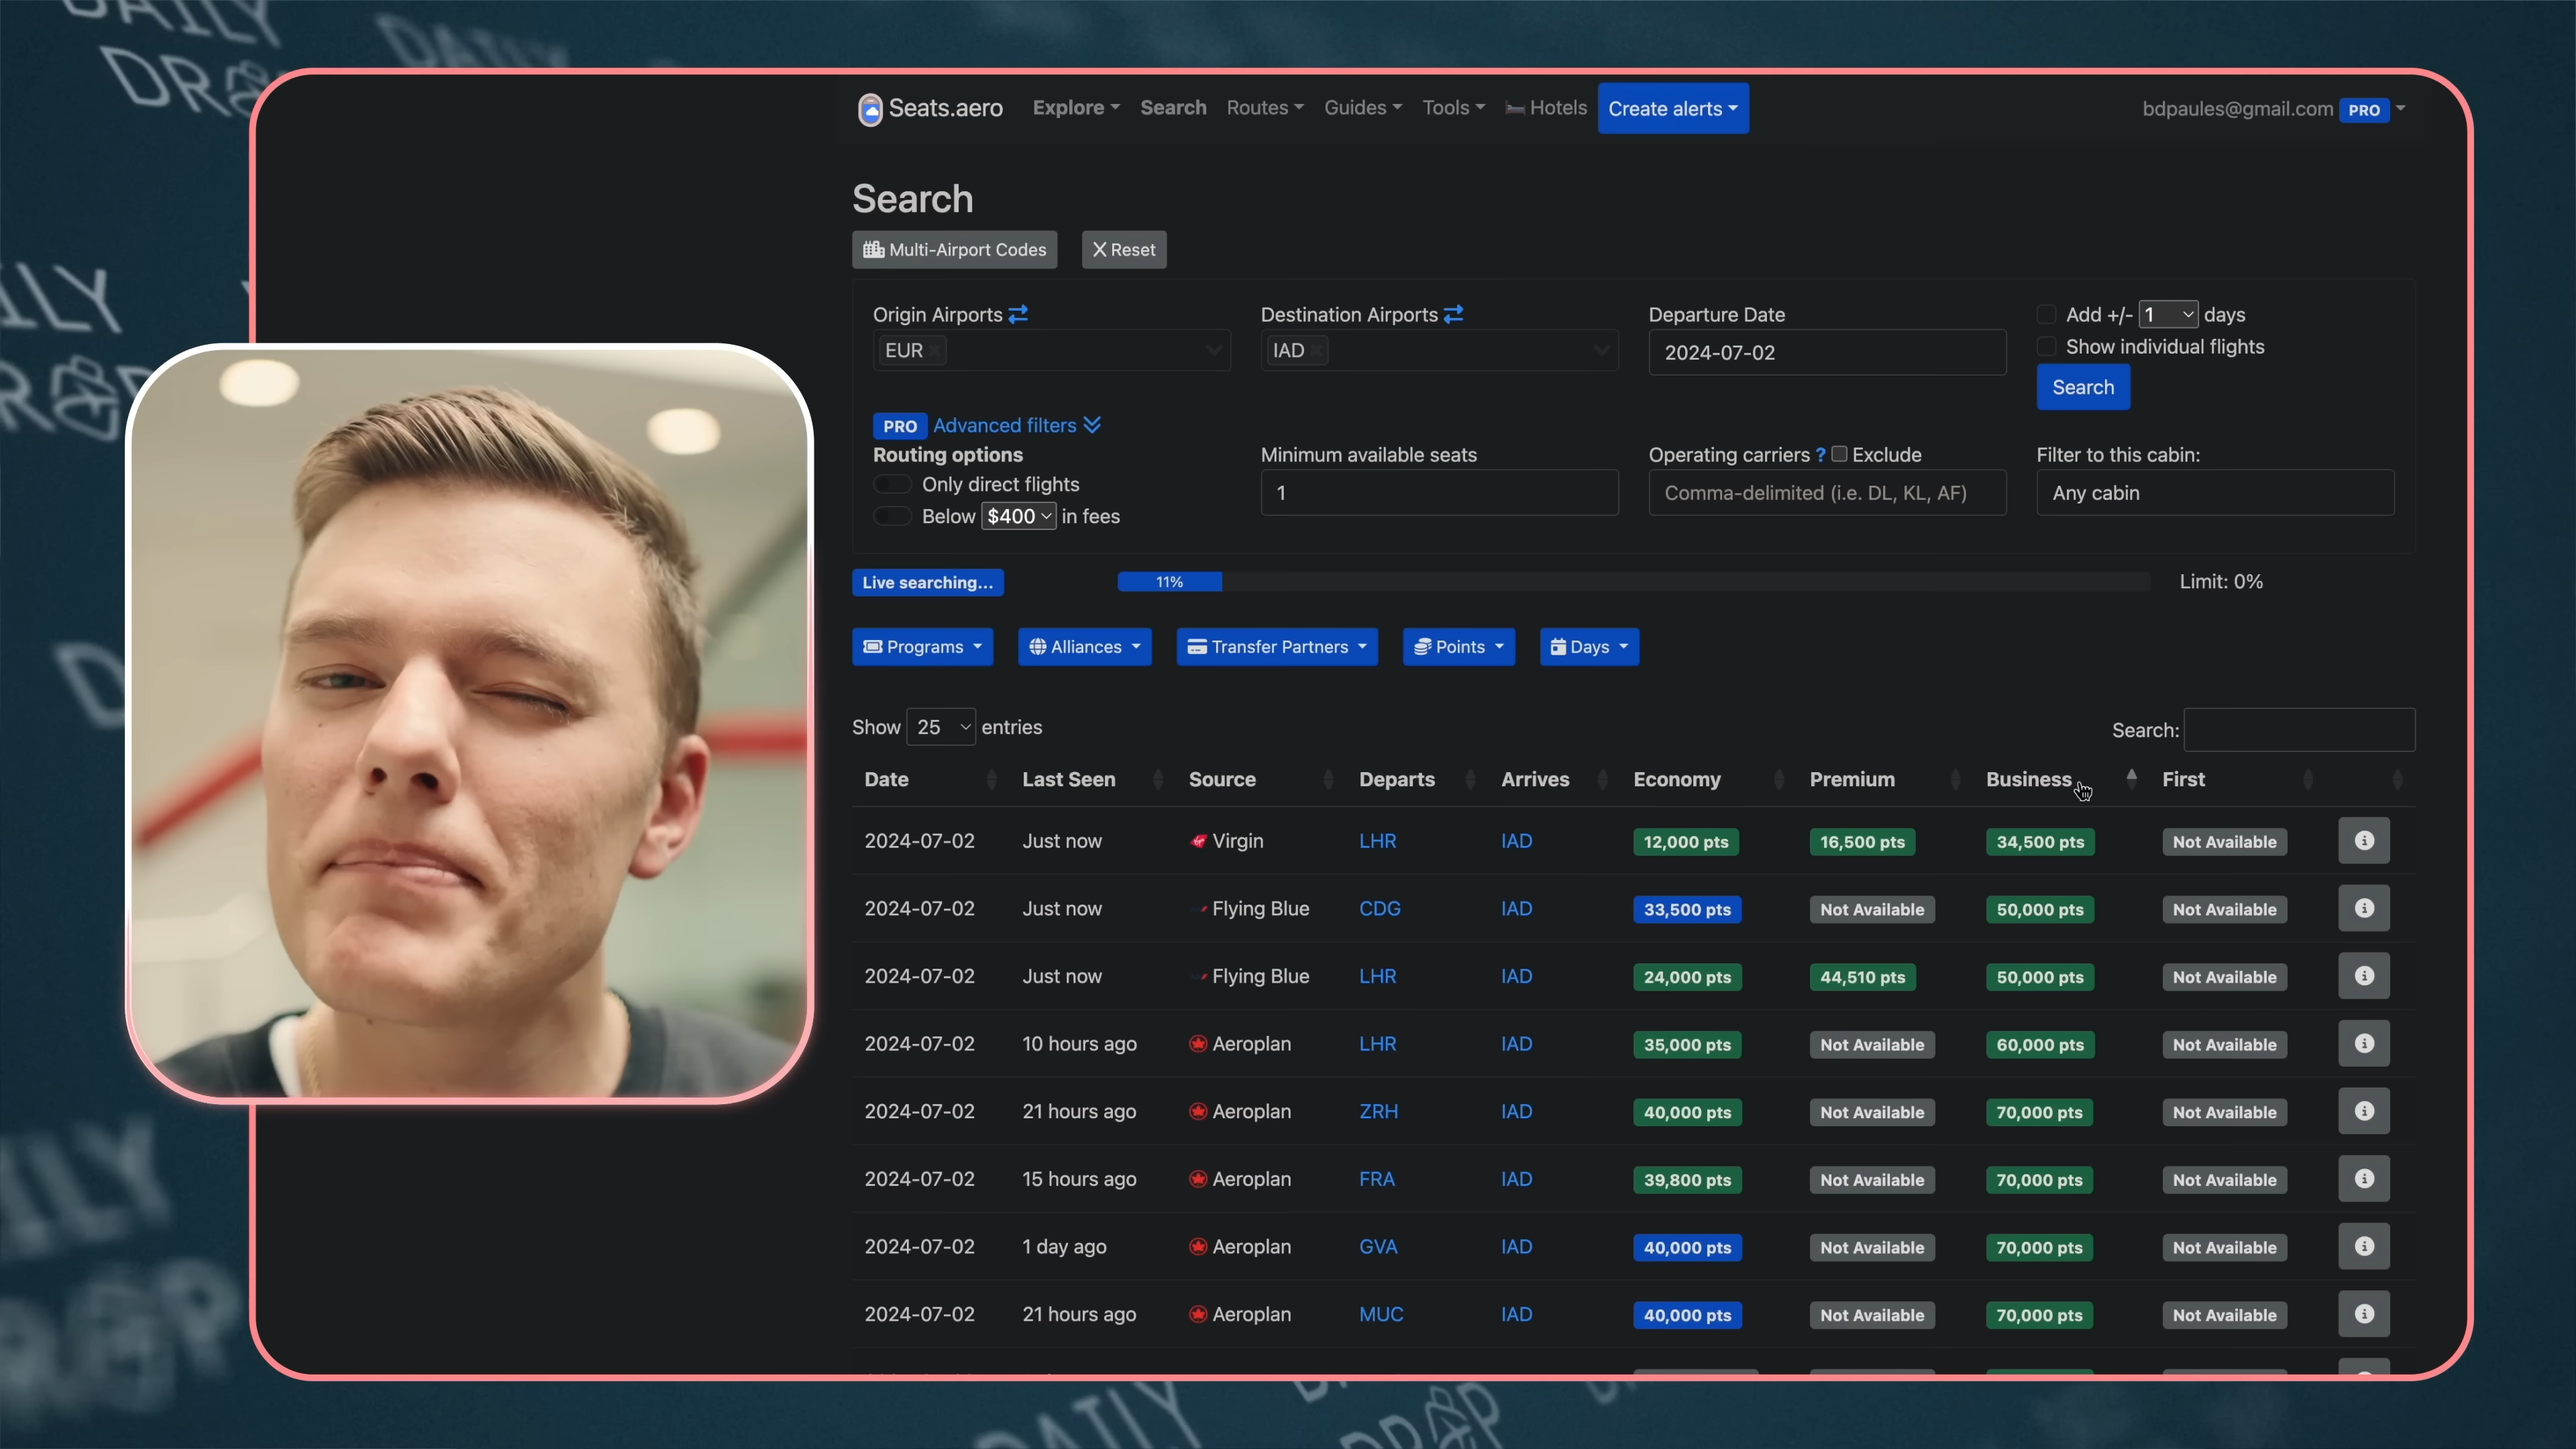 DAILY
DROP
DAILY
Seats.aero Explore Search Routes Guides Tools Hotels Create alerts bdpaules@gmail.com PRO
Search
Multi-Airport Codes X Reset
Origin Airports Destination Airports Departure Date Add +/- 1 days
EUR IAD 2024-07-02 Show individual flights
Search
PRO Advanced filters
Routing options Minimum available seats Operating carriers ? Exclude Filter to this cabin:
Only direct flights 1 Comma-delimited (i.e. DL, KL, AF) Any cabin
Below $400 in fees
Live searching... 11% Limit: 0%
Programs Alliances Transfer Partners Points Days
Show 25 entries Search:
Date Last Seen Source Departs Arrives Economy Premium Business First
2024-07-02 Just now Virgin LHR IAD 12,000 pts 16,500 pts 34,500 pts Not Available
2024-07-02 Just now Flying Blue CDG IAD 33,500 pts Not Available 50,000 pts Not Available
2024-07-02 Just now Flying Blue LHR IAD 24,000 pts 44,510 pts 50,000 pts Not Available
2024-07-02 10 hours ago Aeroplan LHR IAD 35,000 pts Not Available 60,000 pts Not Available
2024-07-02 21 hours ago Aeroplan ZRH IAD 40,000 pts Not Available 70,000 pts Not Available
2024-07-02 15 hours ago Aeroplan FRA IAD 39,800 pts Not Available 70,000 pts Not Available
2024-07-02 1 day ago Aeroplan GVA IAD 40,000 pts Not Available 70,000 pts Not Available
2024-07-02 21 hours ago Aeroplan MUC IAD 40,000 pts Not Available 70,000 pts Not Available
DAILY
DROP